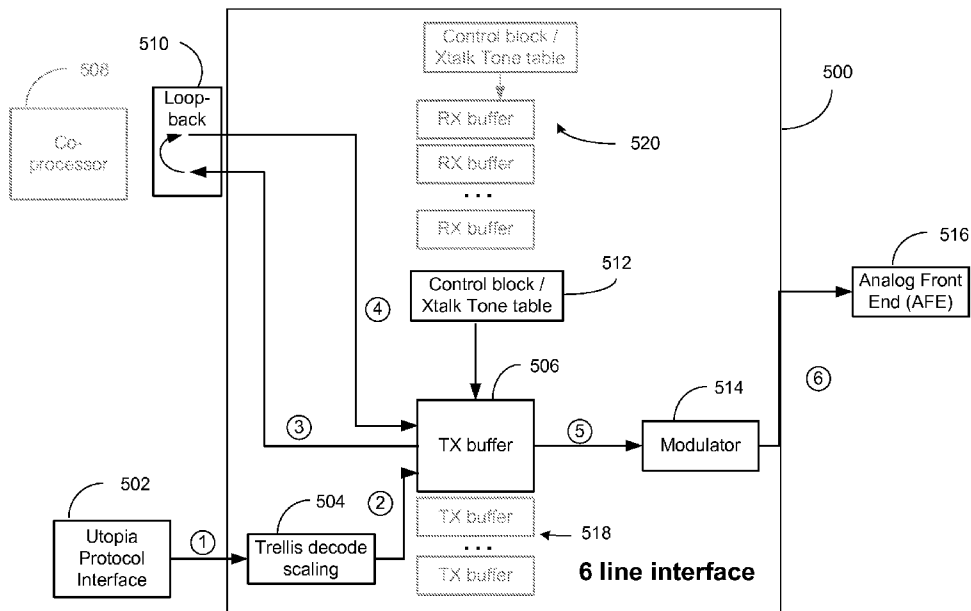 508
Co-
processor
510
Loop-
back
Control block /
Xtalk Tone table
RX buffer
RX buffer
...
RX buffer
520
500
512
Control block /
Xtalk Tone table
516
Analog Front
End (AFE)
4
506
TX buffer
3
5
514
Modulator
6
502
Utopia
Protocol
Interface
1
504
Trellis decode
scaling
2
TX buffer
...
TX buffer
518
6 line interface